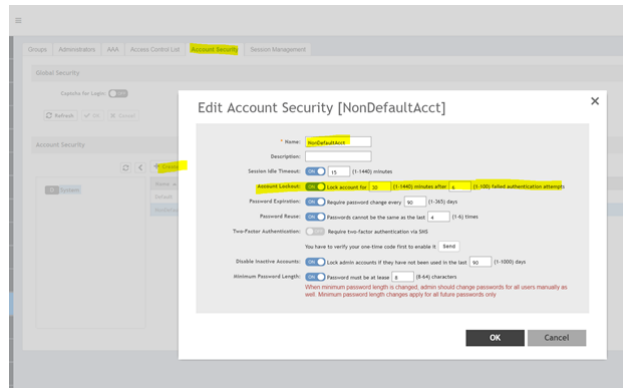 Groups Administrators AAA Access Control List Account Security Session Management
Global Security
Captcha for Login: OFF
Refresh OK Cancel
Account Security
Create
System
Name
Default
Edit Account Security [NonDefaultAcct]
* Name: NonDefaultAcct
Description:
Session Idle Timeout: ON 15 (1-1440) minutes
Account Lockout: ON Lock account for 30 (1-1440) minutes after 6 (1-100) failed authentication attempts
Password Expiration: ON Require password change every 90 (1-365) days
Password Reuse: ON Passwords cannot be the same as the last 4 (1-6) times
Two-Factor Authentication: OFF Require two factor authentication via SMS
You have to verify your one-time code first to enable it. Send
Disable Inactive Accounts: ON Lock admin accounts if they have not been used in the last 90 (1-1000) days
Minimum Password Length: ON Password must be at lease 8 (8-64) characters
When minimum password length is changed, admin should change passwords for all users manually as
well. Minimum password length changes apply for all future passwords only.
OK Cancel